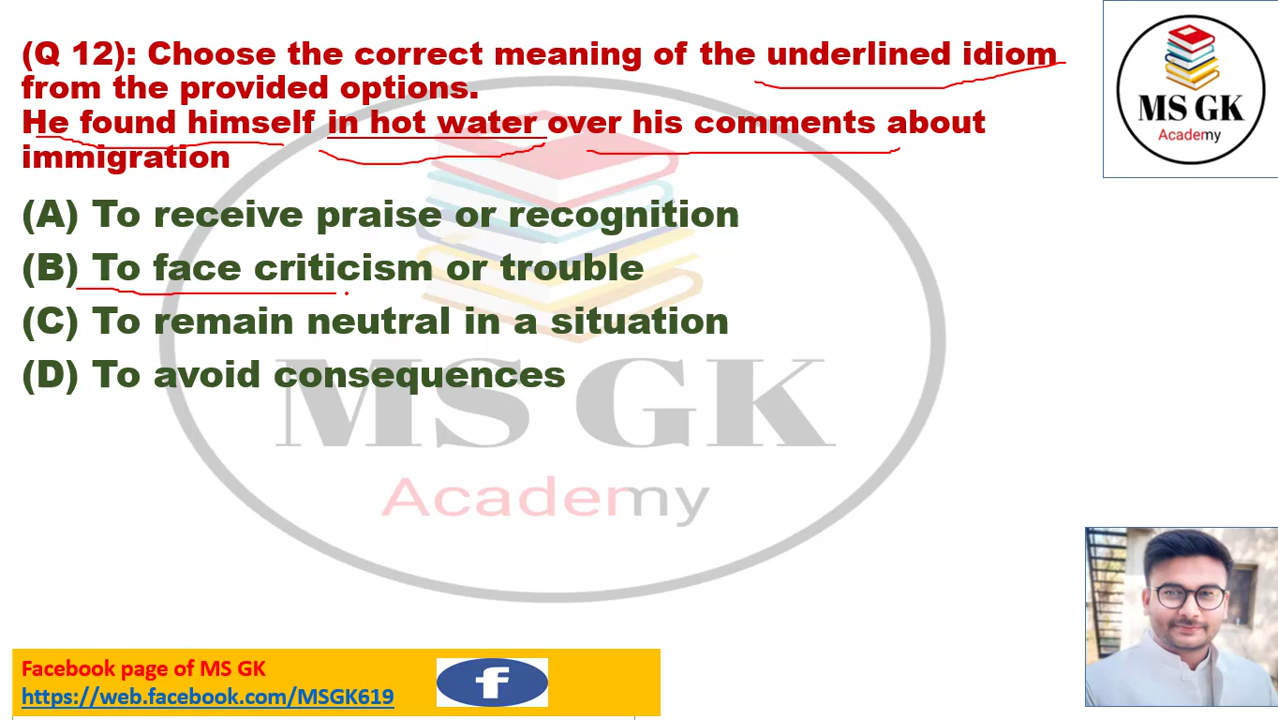 (Q 12): Choose the correct meaning of the underlined idiom
from the provided options.
He found himself in hot water over his comments about
immigration
(A) To receive praise or recognition
(B) To face criticism or trouble
(C) To remain neutral in a situation
(D) To avoid consequences
MS GK
Academy
MS GK
Academy
Facebook page of MS GK
https://web.facebook.com/MSGK619
f